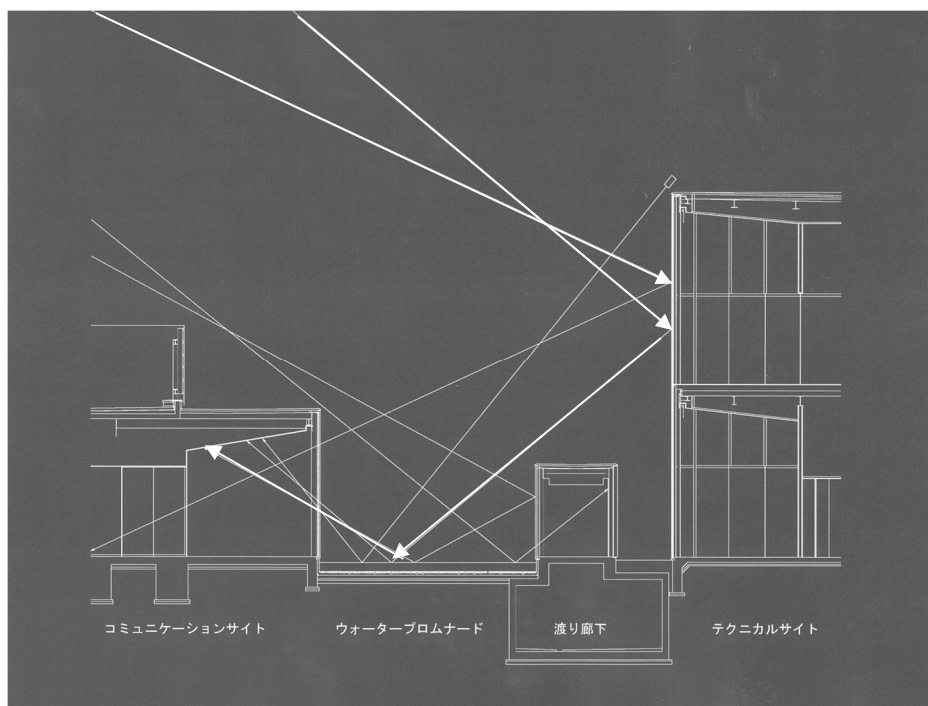 コミュニケーションサイト
ウォータープロムナード
渡り廊下
テクニカルサイト